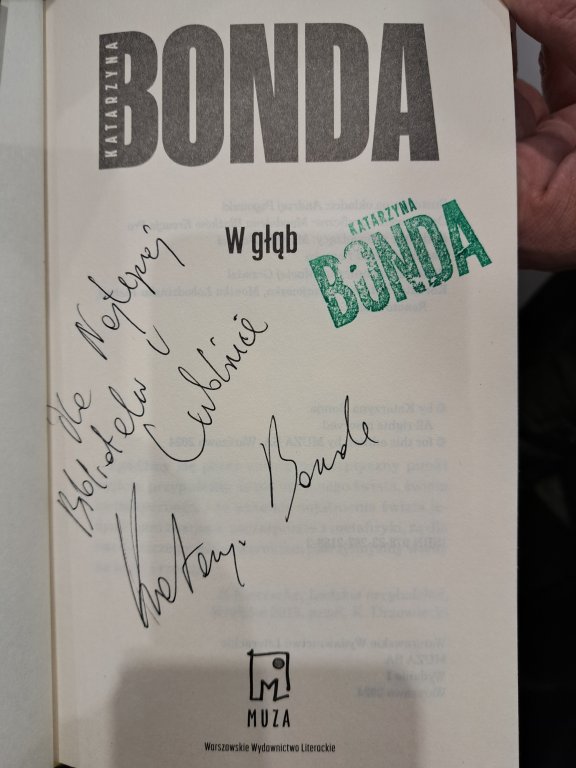 KATARZYNA
BONDA
W głąb
KATARZYNA
BONDA
Dla Najlepszej
Biblioteki w
Lublinie
Katarzyna Bonda
MUZA
Warszawskie Wydawnictwo Literackie